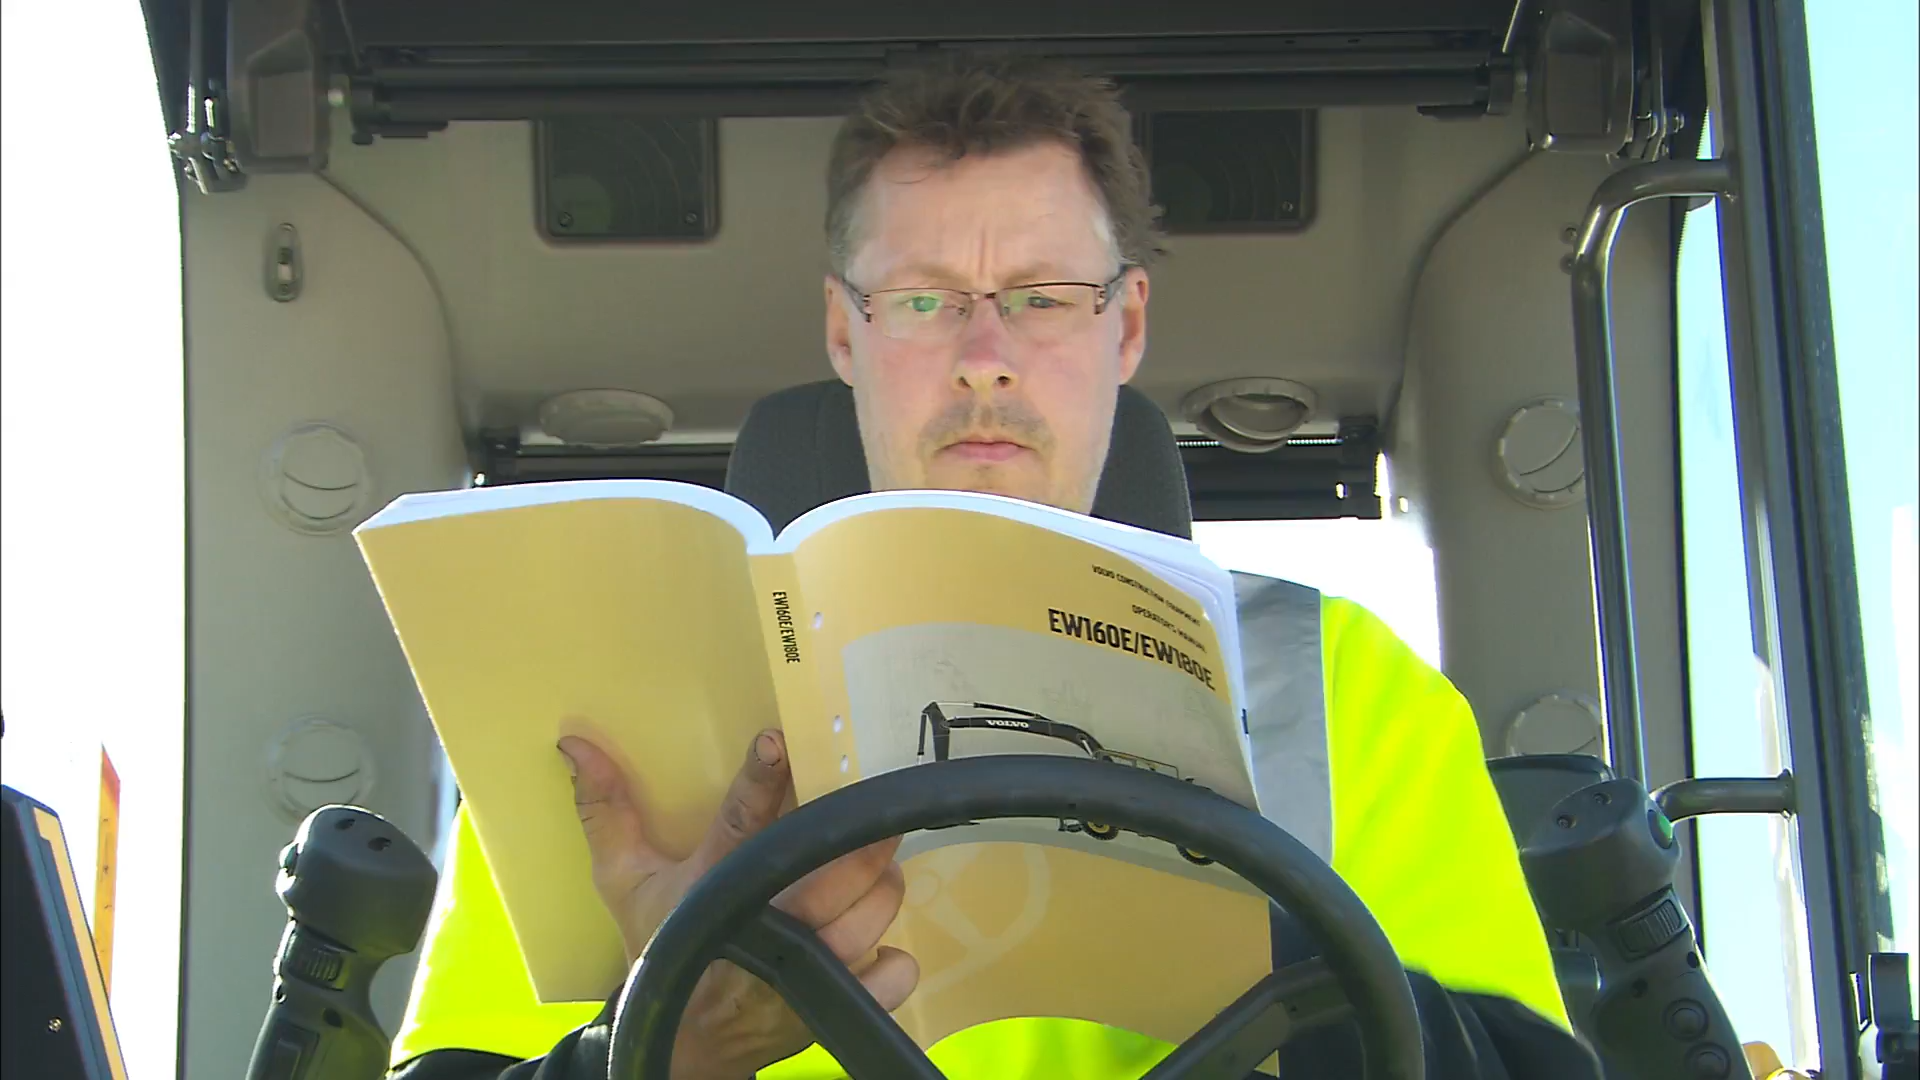 VOLVO CONSTRUCTION EQUIPMENT
OPERATOR'S MANUAL
EW160E/EW180E
EW160E/EW180E
VOLVO